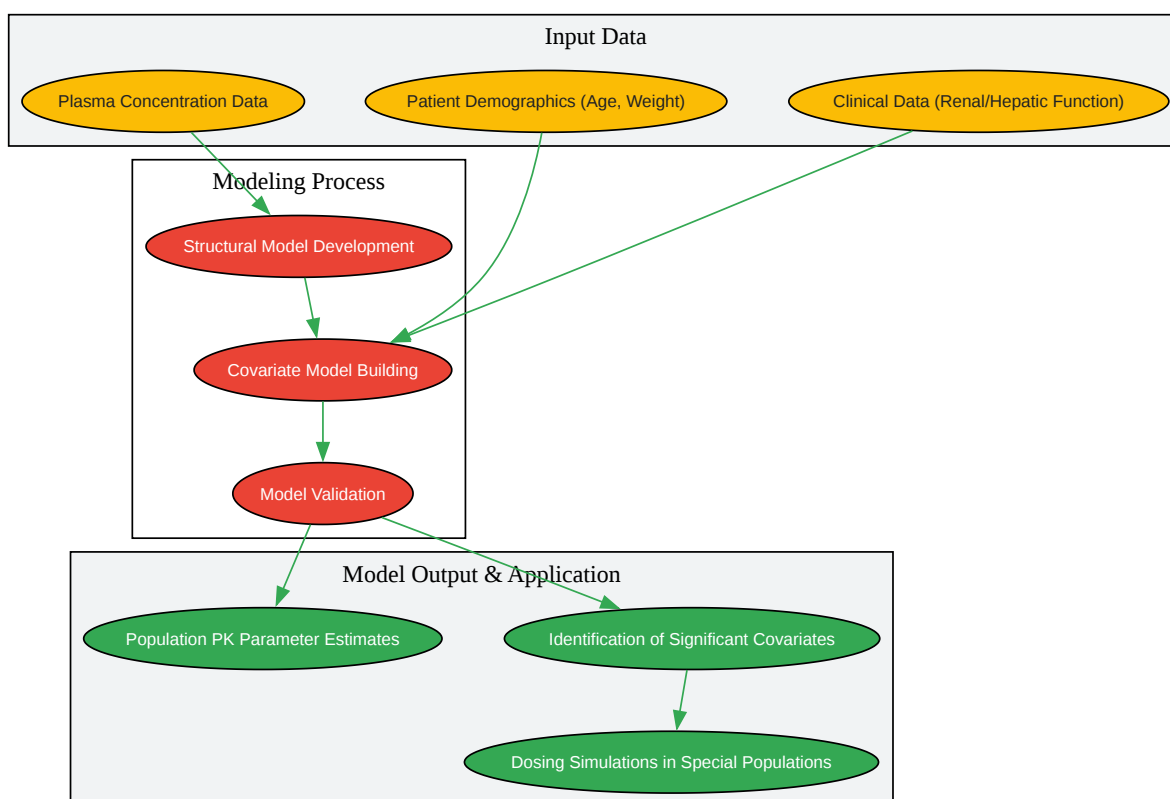 Input Data
Plasma Concentration Data
Patient Demographics (Age, Weight)
Clinical Data (Renal/Hepatic Function)
Modeling Process
Structural Model Development
Covariate Model Building
Model Validation
Model Output & Application
Population PK Parameter Estimates
Identification of Significant Covariates
Dosing Simulations in Special Populations